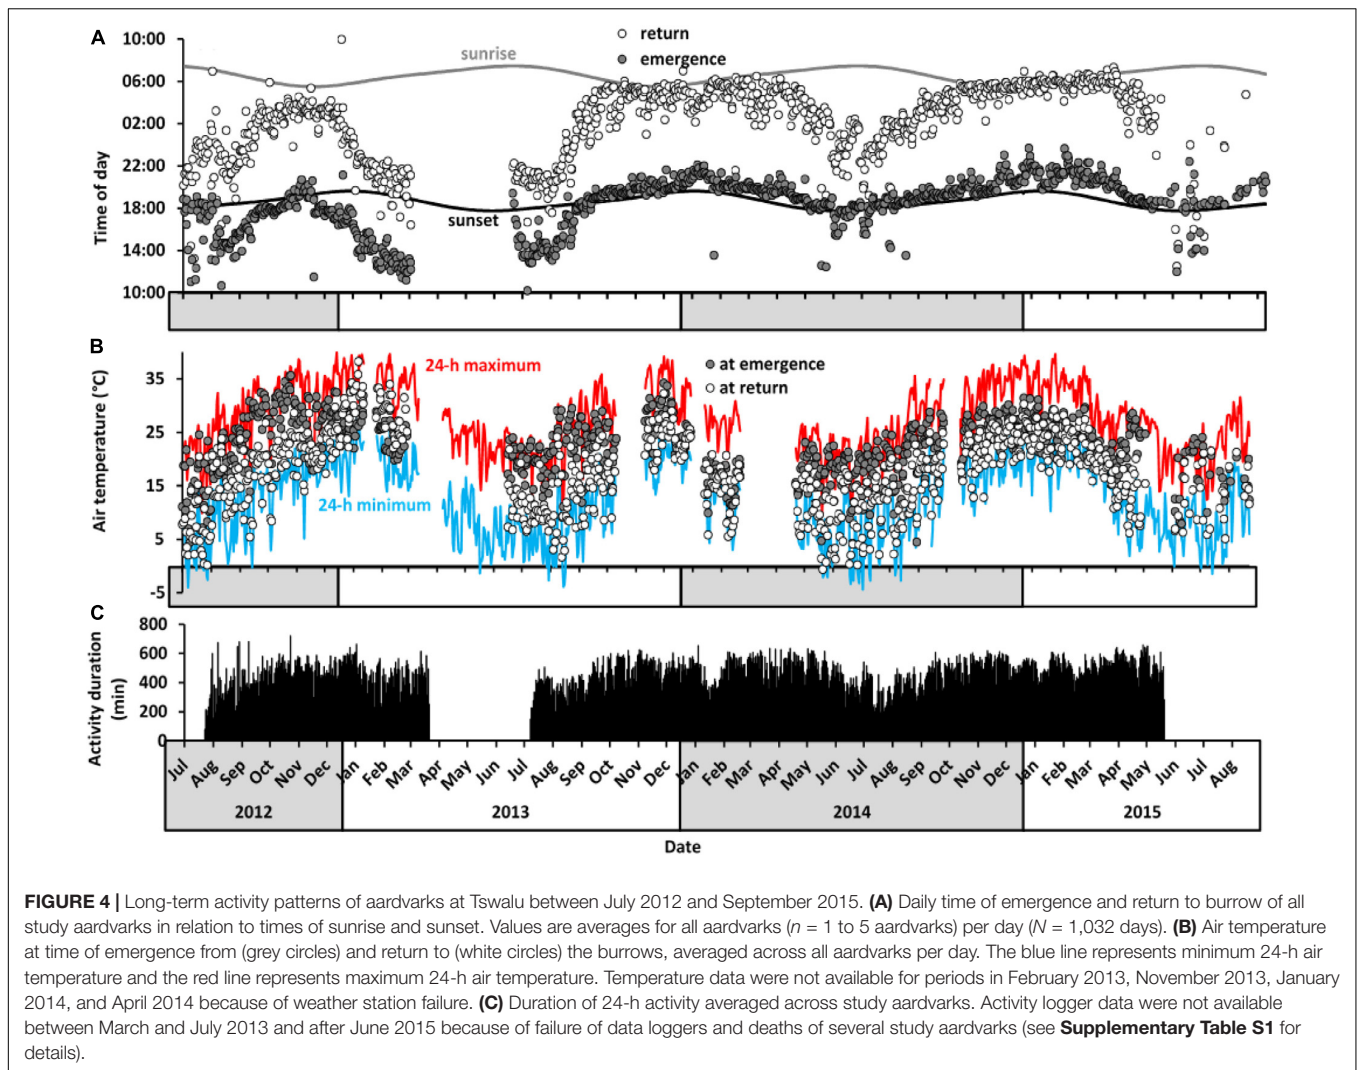 A
10:00
06:00
02:00
22:00
18:00
14:00
10:00
Time of day
sunrise
sunset
return
emergence
B
35
25
15
5
-5
Air temperature (°C)
24-h maximum
24-h minimum
at emergence
at return
C
800
600
400
200
0
Activity duration
(min)
Jul Aug Sep Oct Nov Dec Jan Feb Mar Apr May Jun Jul Aug Sep Oct Nov Dec Jan Feb Mar Apr May Jun Jul Aug Sep Oct Nov Dec Jan Feb Mar Apr May Jun Jul Aug
2012 2013 2014 2015
Date
FIGURE 4 | Long-term activity patterns of aardvarks at Tswalu between July 2012 and September 2015. (A) Daily time of emergence and return to burrow of all
study aardvarks in relation to times of sunrise and sunset. Values are averages for all aardvarks (n = 1 to 5 aardvarks) per day (N = 1,032 days). (B) Air temperature
at time of emergence from (grey circles) and return to (white circles) the burrows, averaged across all aardvarks per day. The blue line represents minimum 24-h air
temperature and the red line represents maximum 24-h air temperature. Temperature data were not available for periods in February 2013, November 2013, January
2014, and April 2014 because of weather station failure. (C) Duration of 24-h activity averaged across study aardvarks. Activity logger data were not available
between March and July 2013 and after June 2015 because of failure of data loggers and deaths of several study aardvarks (see Supplementary Table S1 for
details).